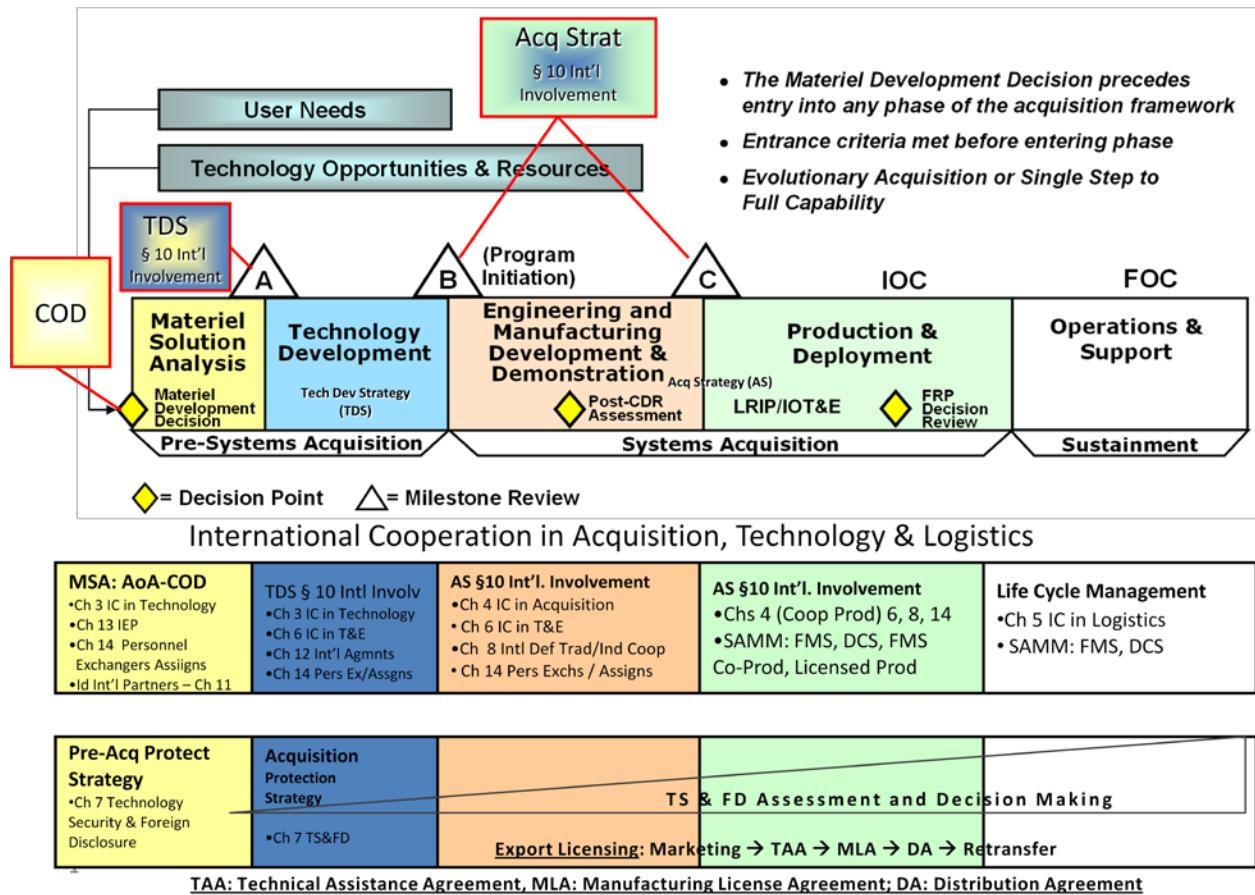 Acq Strat
§ 10 Int'l
Involvement
• The Materiel Development Decision precedes
entry into any phase of the acquisition framework
• Entrance criteria met before entering phase
• Evolutionary Acquisition or Single Step to
Full Capability
User Needs
Technology Opportunities & Resources
TDS
§ 10 Int'l
Involvement
COD
A
B
(Program
Initiation)
C
IOC
FOC
Materiel
Solution
Analysis
Materiel
Development
Decision
Technology
Development
Tech Dev Strategy
(TDS)
Engineering and
Manufacturing
Development &
Demonstration
Acq Strategy (AS)
Post-CDR
Assessment
Production &
Deployment
LRIP/IOT&E
FRP
Decision
Review
Operations &
Support
Pre-Systems Acquisition
Systems Acquisition
Sustainment
= Decision Point
= Milestone Review
International Cooperation in Acquisition, Technology & Logistics
MSA: AoA-COD
•Ch 3 IC in Technology
•Ch 13 IEP
•Ch 14 Personnel
Exchangers Assiigns
•Id Int'l Partners – Ch 11
TDS § 10 Intl Involv
•Ch 3 IC in Technology
•Ch 6 IC in T&E
•Ch 12 Int'l Agmnts
•Ch 14 Pers Ex/Assgns
AS §10 Int'l. Involvement
•Ch 4 IC in Acquisition
•Ch 6 IC in T&E
•Ch 8 Intl Def Trad/Ind Coop
•Ch 14 Pers Exchs / Assigns
AS §10 Int'l. Involvement
•Chs 4 (Coop Prod) 6, 8, 14
•SAMM: FMS, DCS, FMS
Co-Prod, Licensed Prod
Life Cycle Management
•Ch 5 IC in Logistics
• SAMM: FMS, DCS
Pre-Acq Protect
Strategy
•Ch 7 Technology
Security & Foreign
Disclosure
Acquisition
Protection
Strategy
•Ch 7 TS&FD
TS & FD Assessment and Decision Making
Export Licensing: Marketing → TAA → MLA → DA → Retransfer
TAA: Technical Assistance Agreement, MLA: Manufacturing License Agreement; DA: Distribution Agreement